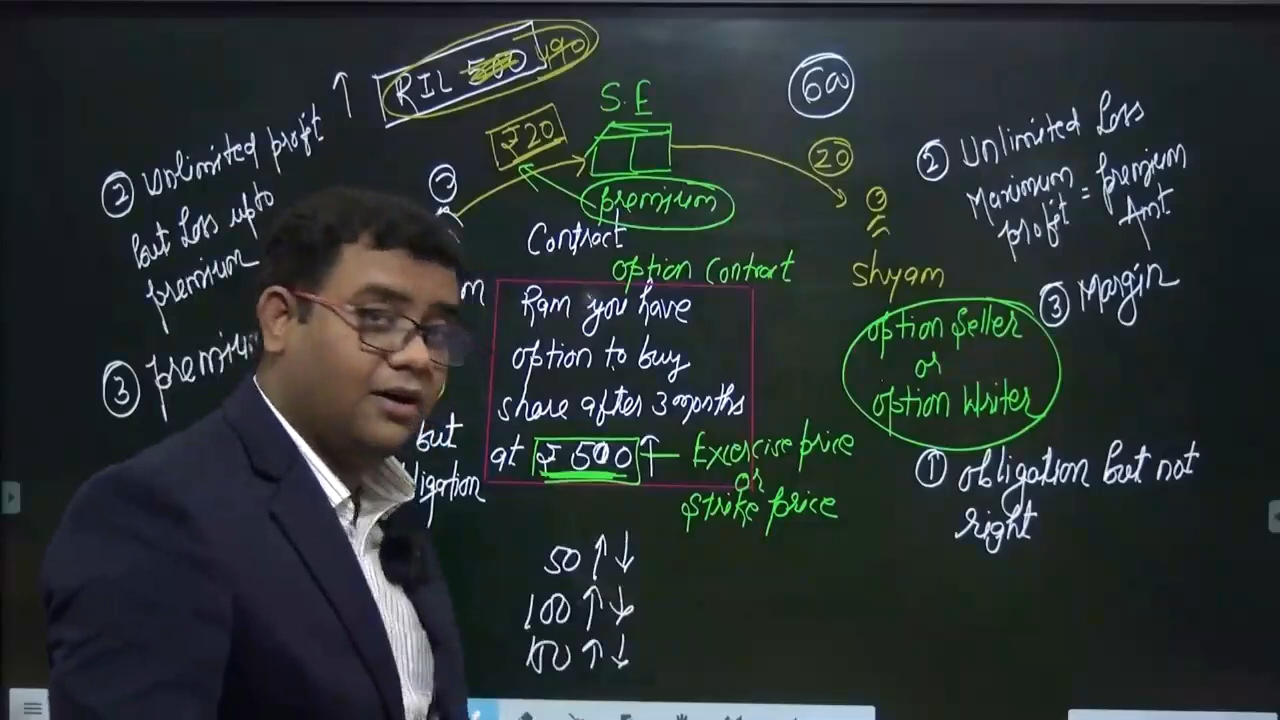 RIL 500 490
S.E
600
₹20
20
premium
② Unlimited profit ↑
but Loss upto
premium
③ premium
Contract
option Contract
Ram you have
option to buy
share after 3 months
at ₹ 500 ↑
Exercise price
or
Strike price
but
50 ↑↓
100 ↑↓
↑↓
Shyam
option Seller
or
option Writer
① obligation but not
right
② Unlimited Loss
Maximum profit = premium Amt
③ Margin